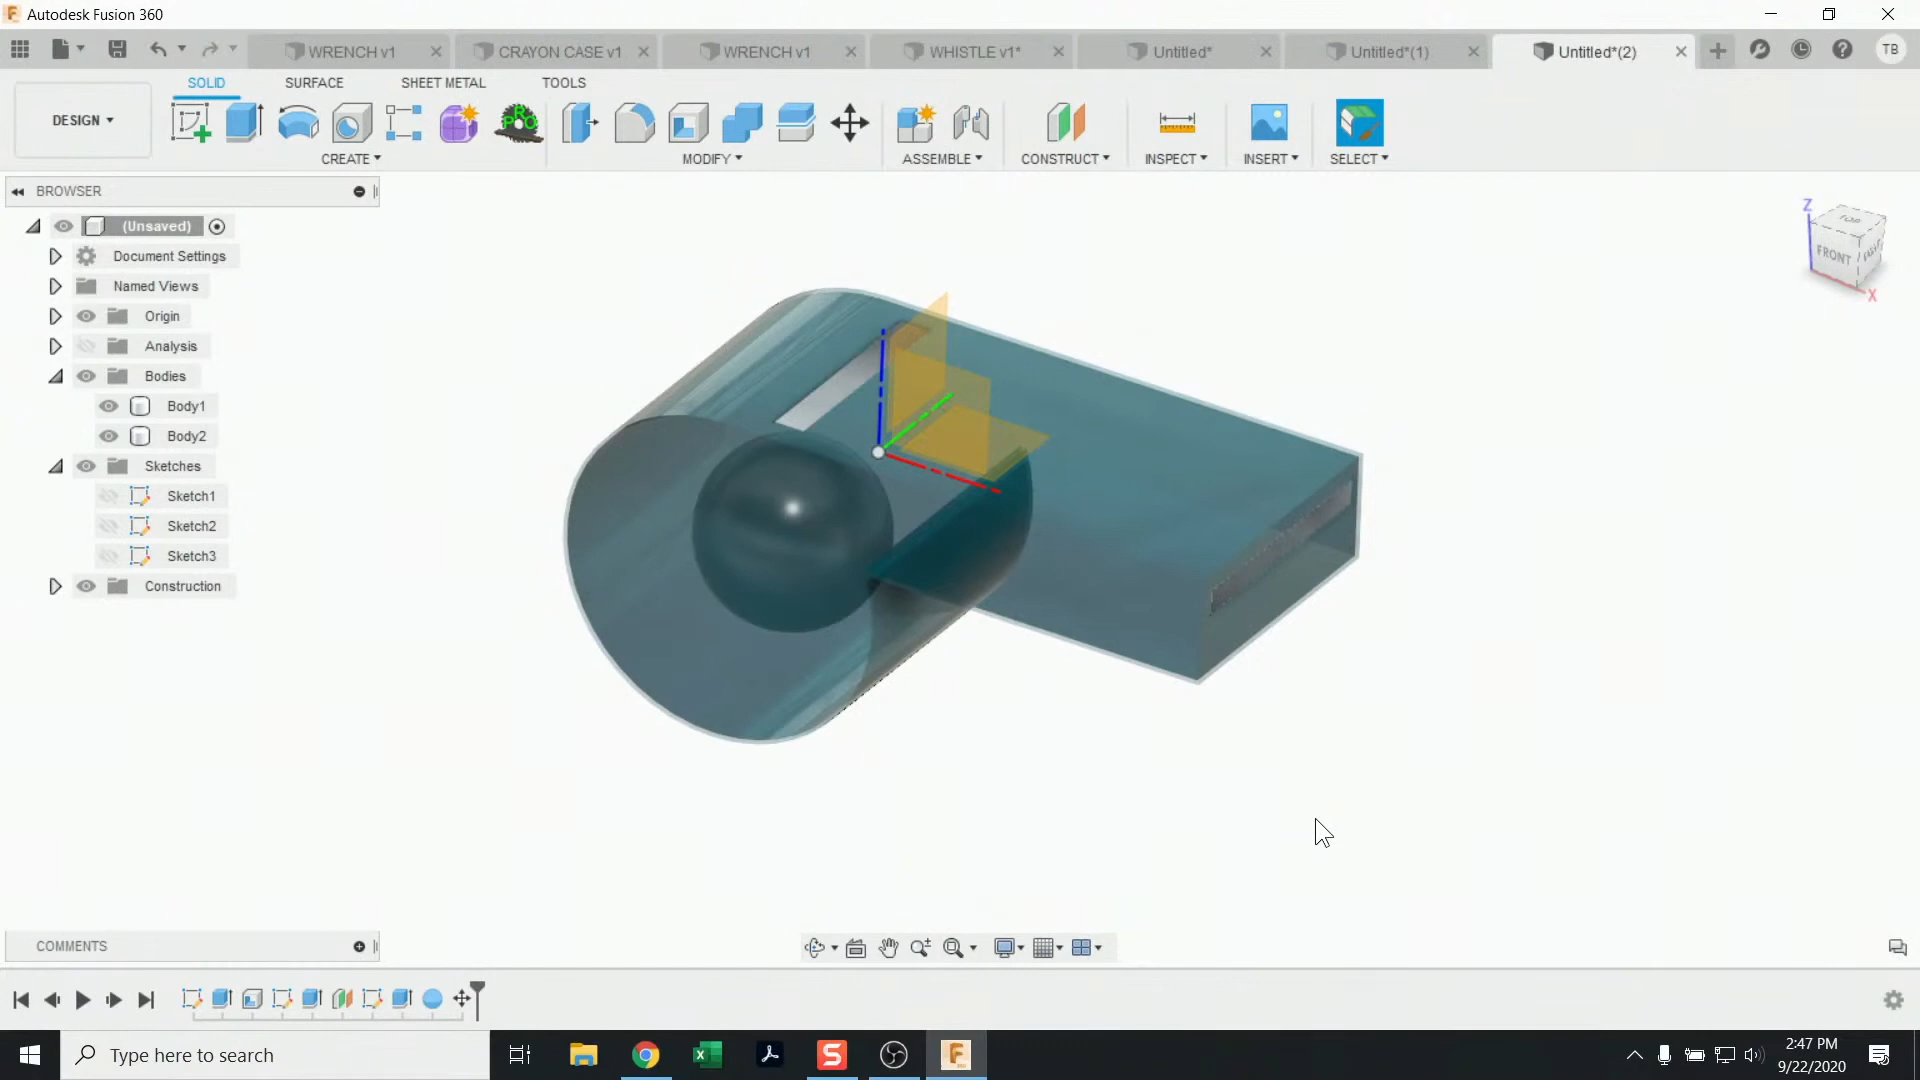 Autodesk Fusion 360
WRENCH v1
CRAYON CASE v1
WRENCH v1
WHISTLE v1*
Untitled*
Untitled*(1)
Untitled*(2)
TB
SOLID
SURFACE
SHEET METAL
TOOLS
DESIGN
PRO
CREATE
MODIFY
ASSEMBLE
CONSTRUCT
INSPECT
INSERT
SELECT
BROWSER
(Unsaved)
Document Settings
Named Views
Origin
Analysis
Bodies
Body1
Body2
Sketches
Sketch1
Sketch2
Sketch3
Construction
Z
TOP
FRONT
RIGHT
X
COMMENTS
Type here to search
2:47 PM
9/22/2020